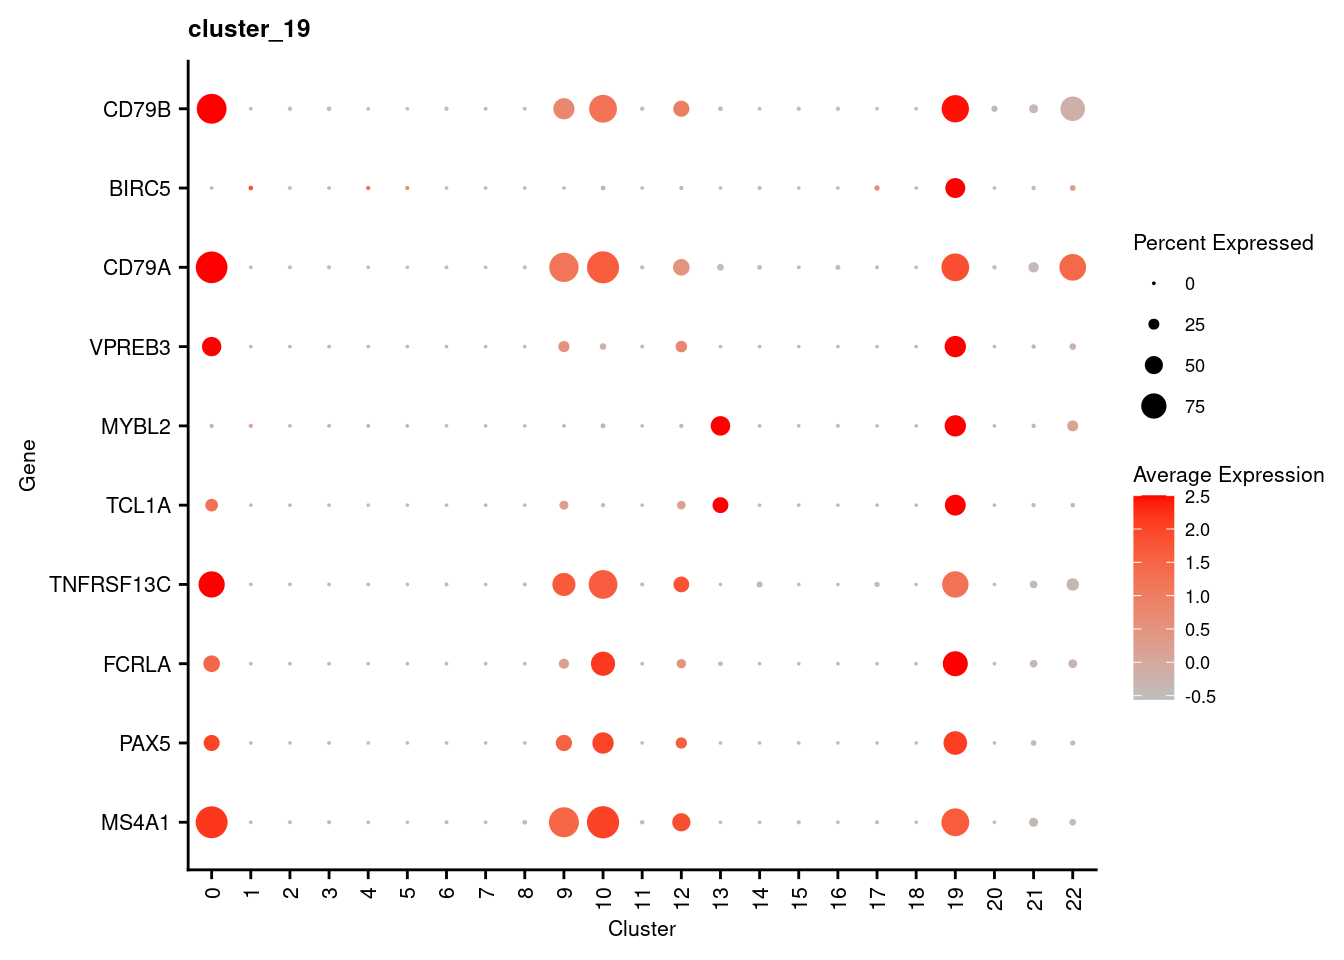 cluster_19
Gene
CD79B
BIRC5
CD79A
VPREB3
MYBL2
TCL1A
TNFRSF13C
FCRLA
PAX5
MS4A1
0 1 2 3 4 5 6 7 8 9 10 11 12 13 14 15 16 17 18 19 20 21 22
Cluster
Percent Expressed
0
25
50
75
Average Expression
2.5
2.0
1.5
1.0
0.5
0.0
-0.5